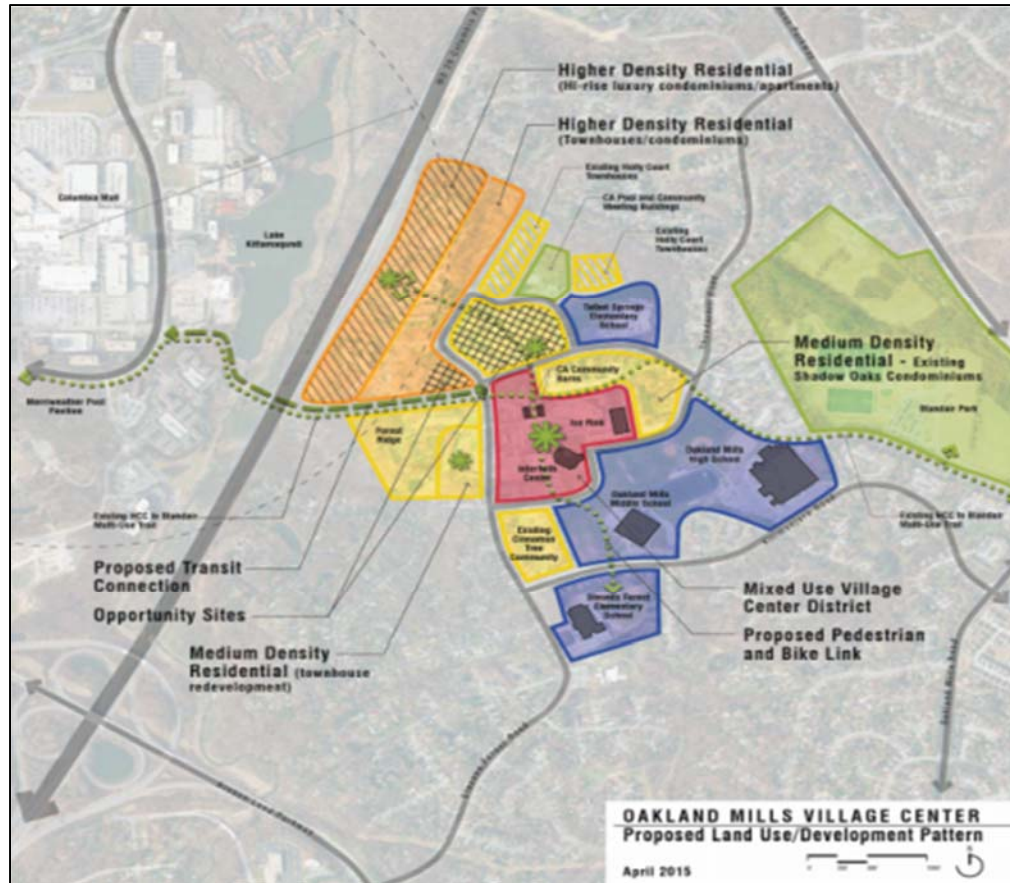 Higher Density Residential
(Hi-rise luxury condominiums/apartments)
Higher Density Residential
(Townhouses/condominiums)
Existing Holly Court
Townhouses
CA Pool and Community
Meeting Buildings
Existing
Holly Court
Townhouses
Columbia Mall
Lake
Kittamaqundi
Talbot Springs
Elementary
School
Medium Density
Residential - Existing
Shadow Oaks Condominiums
CA Community
Barns
Blandair Park
Merriweather Post
Pavilion
Forest
Ridge
Ice Rink
Interfaith
Center
Oakland Mills
High School
Oakland Mills
Middle School
Existing HCC to Blandair
Multi-Use Trail
Existing HCC to Blandair
Multi-Use Trail
Existing
Cinnamon
Tree
Community
Proposed Transit
Connection
Opportunity Sites
Stevens Forest
Elementary
School
Mixed Use Village
Center District
Proposed Pedestrian
and Bike Link
Medium Density
Residential (townhouse
redevelopment)
Stevens Forest Road
OAKLAND MILLS VILLAGE CENTER
Proposed Land Use/Development Pattern
April 2015